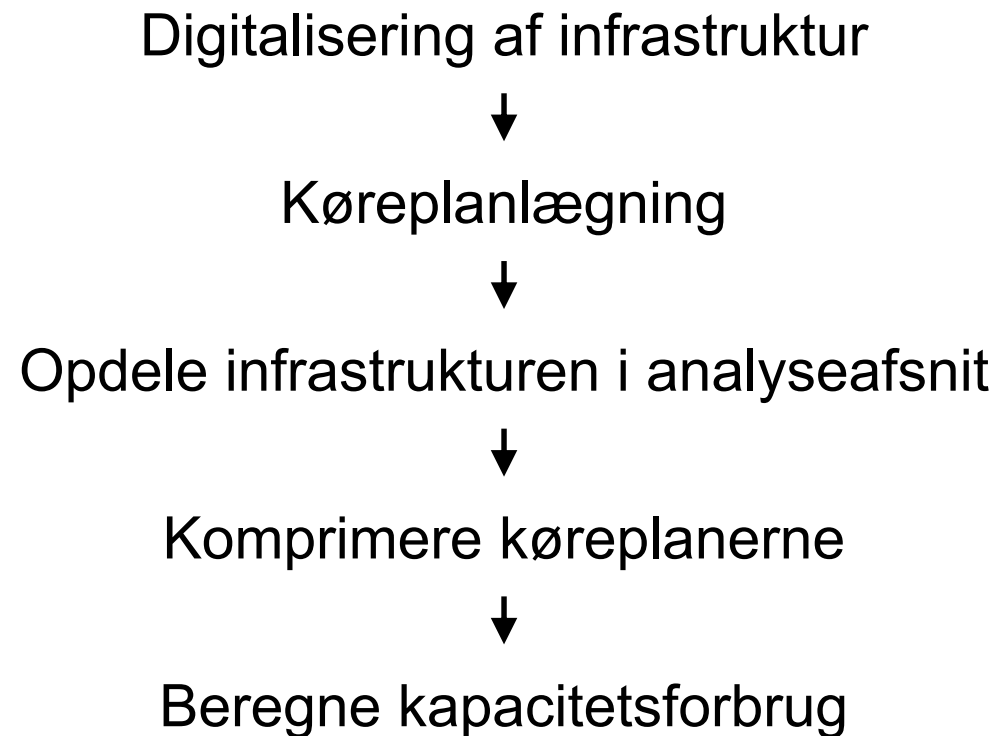 Digitalisering af infrastruktur
Køreplanlægning
Opdele infrastrukturen i analyseafsnit
Komprimere køreplanerne
Beregne kapacitetsforbrug